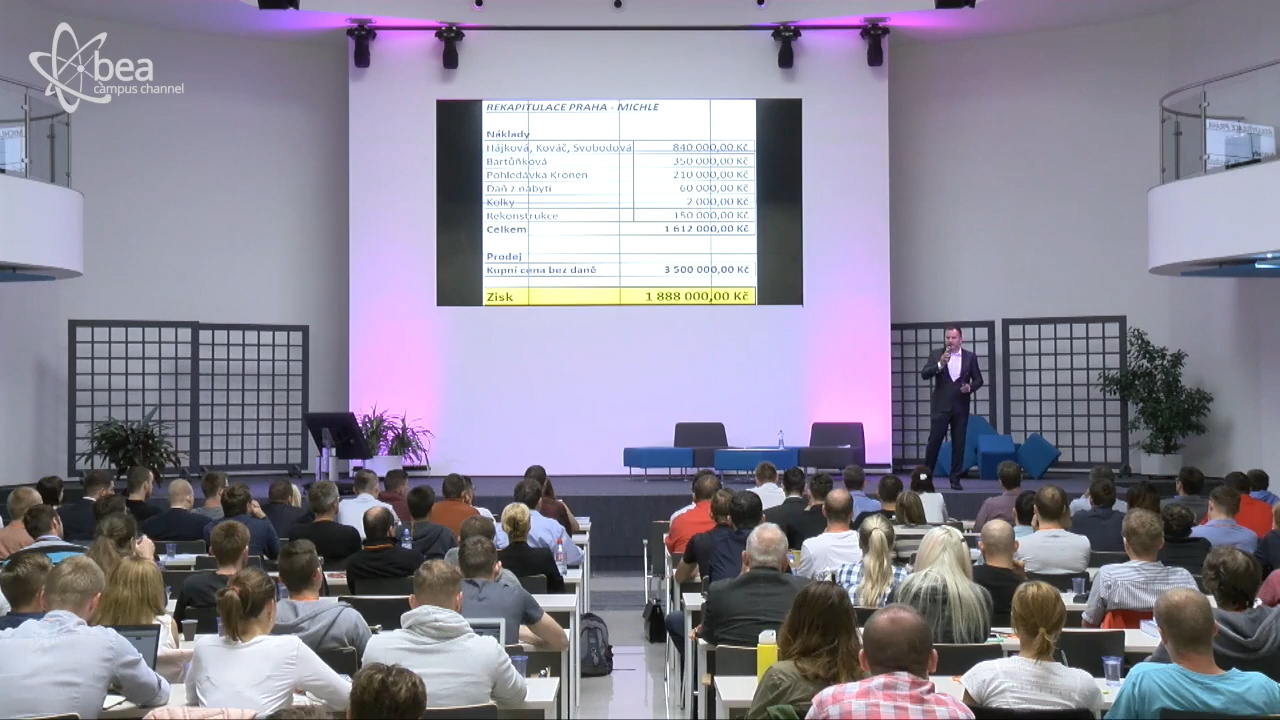 bea
càmpus channel
REKAPITULACE PRAHA - MICHLE
Náklady
Hájková, Kováč, Svobodová 840 000,00 Kč
Bartůňková 350 000,00 Kč
Pohledávka Kronen 210 000,00 Kč
Daň z nabytí 60 000,00 Kč
Kolky 2 000,00 Kč
Rekonstrukce 150 000,00 Kč
Celkem 1 612 000,00 Kč
Prodej
Kupní cena bez daně 3 500 000,00 Kč
Zisk 1 888 000,00 Kč